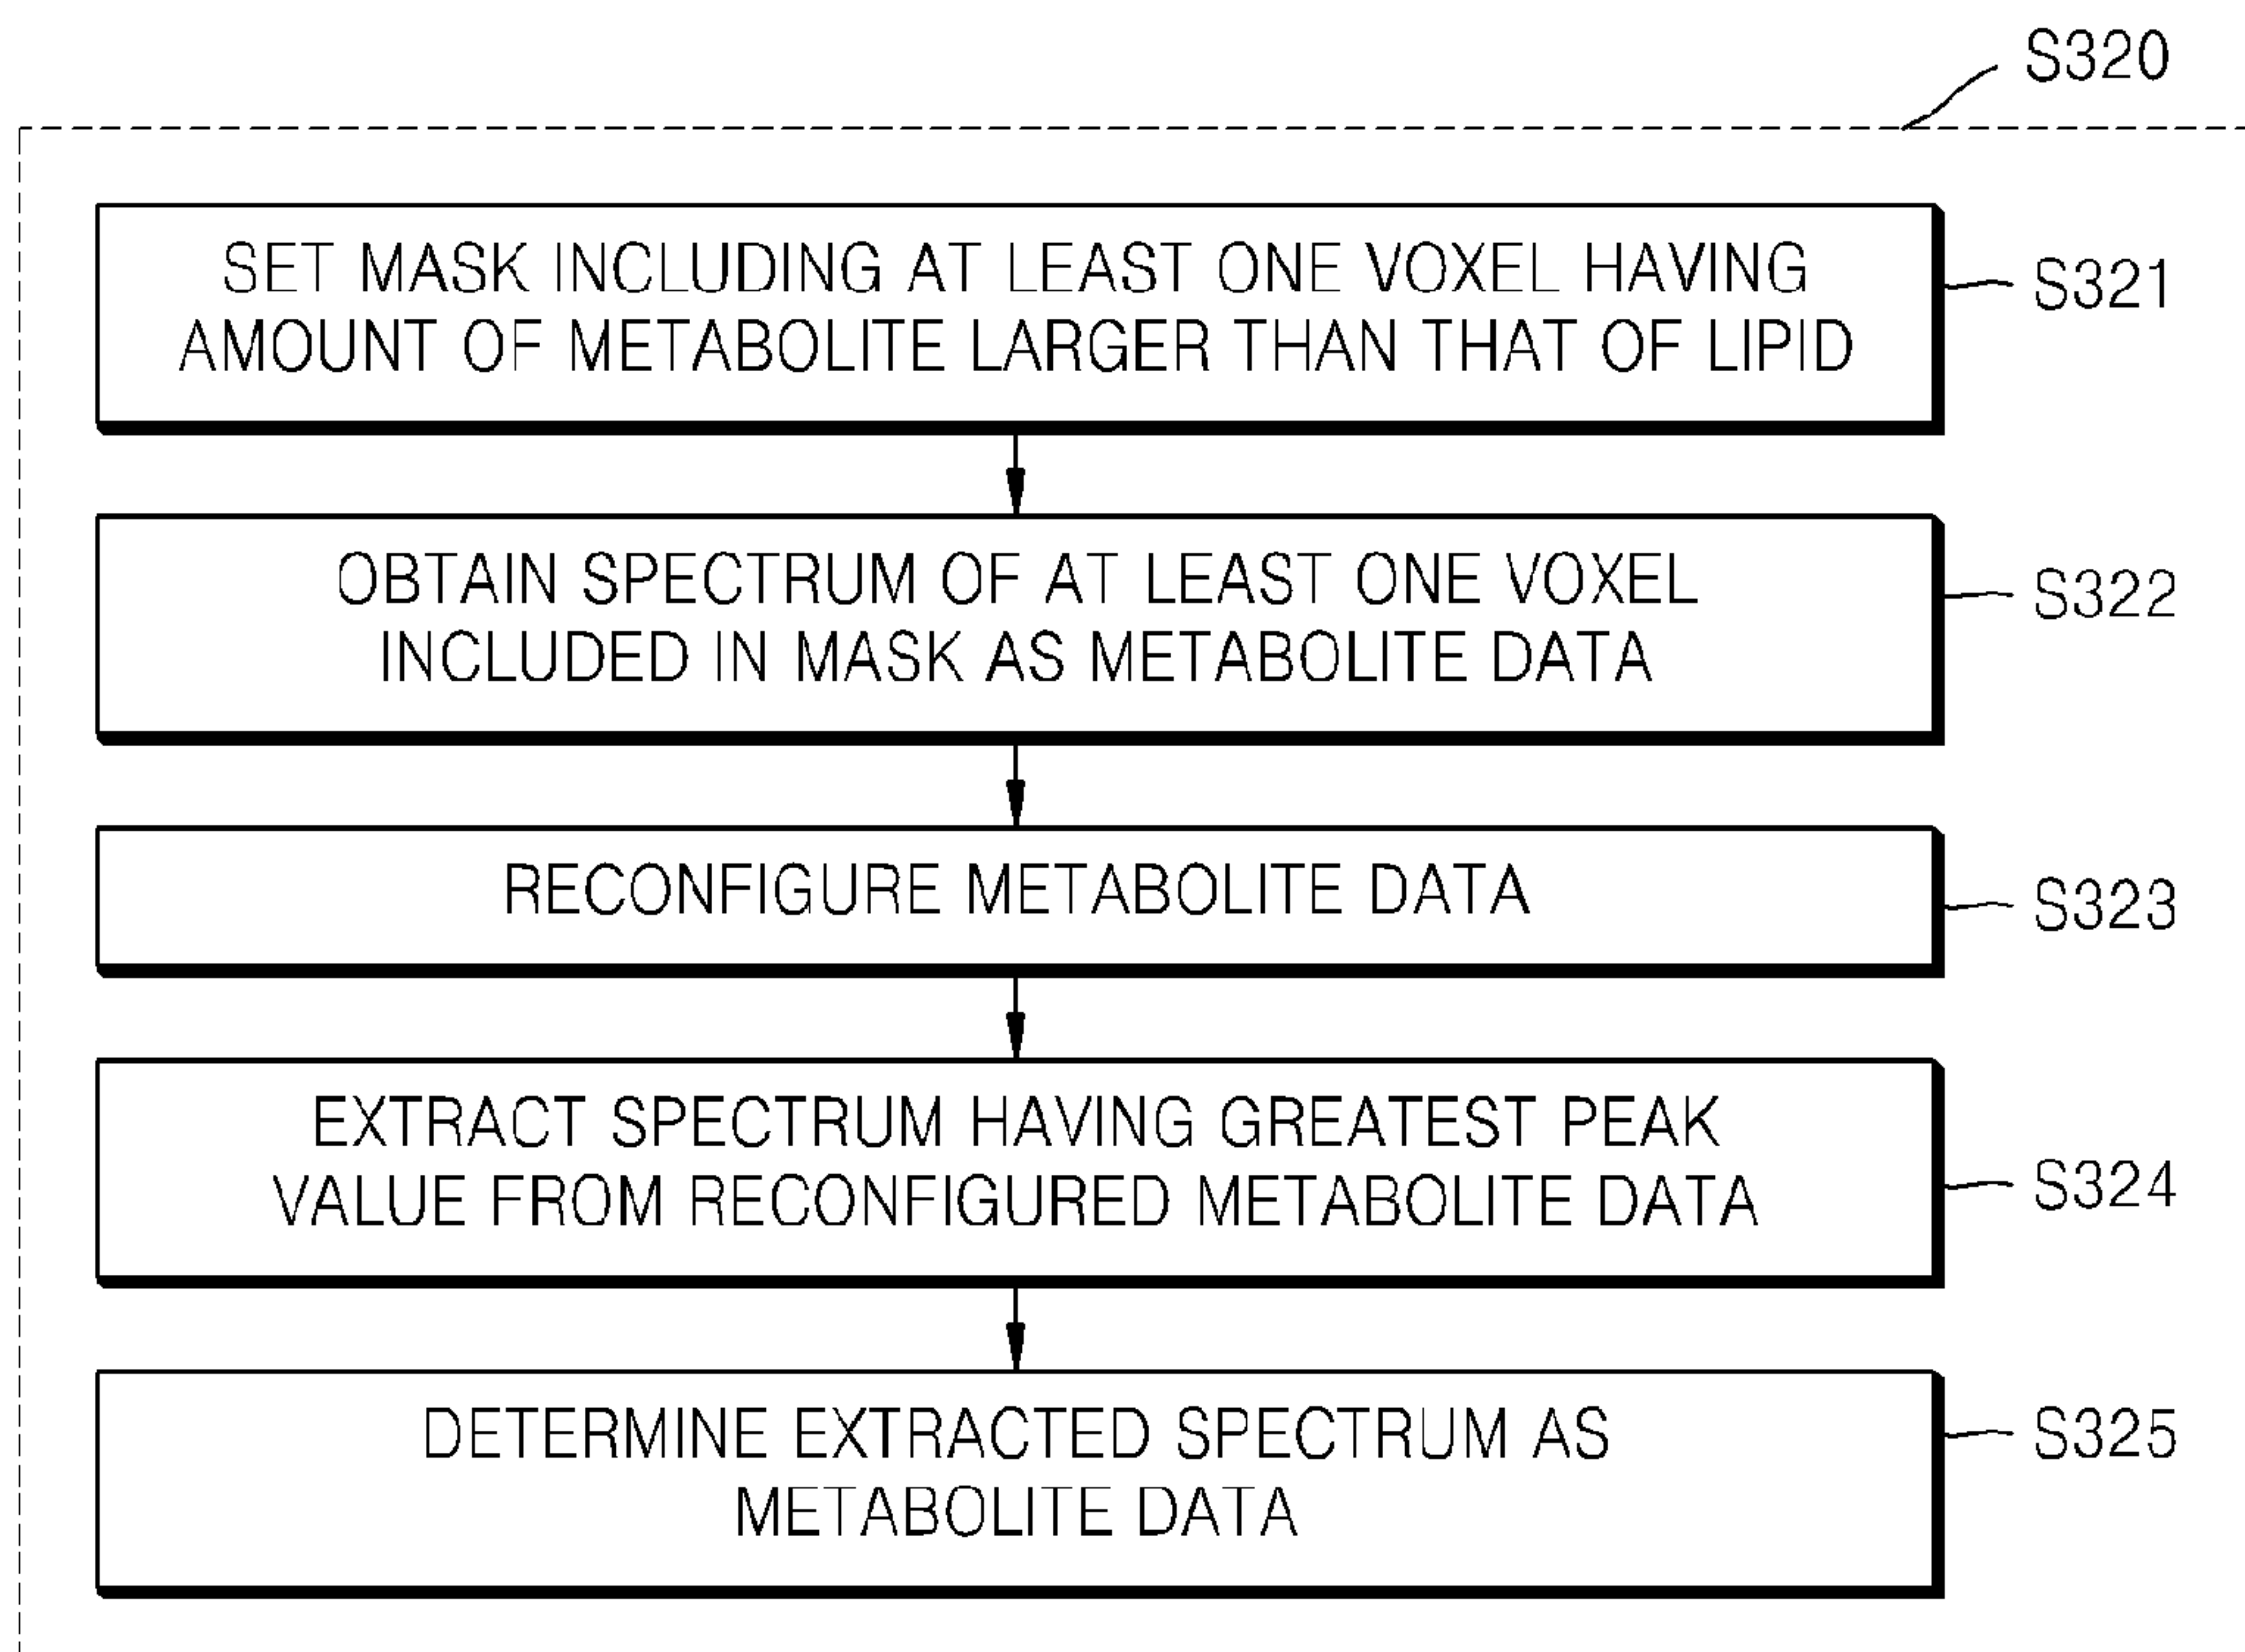 S320
SET MASK INCLUDING AT LEAST ONE VOXEL HAVING
AMOUNT OF METABOLITE LARGER THAN THAT OF LIPID
S321
OBTAIN SPECTRUM OF AT LEAST ONE VOXEL
INCLUDED IN MASK AS METABOLITE DATA
S322
RECONFIGURE METABOLITE DATA
S323
EXTRACT SPECTRUM HAVING GREATEST PEAK
VALUE FROM RECONFIGURED METABOLITE DATA
S324
DETERMINE EXTRACTED SPECTRUM AS
METABOLITE DATA
S325